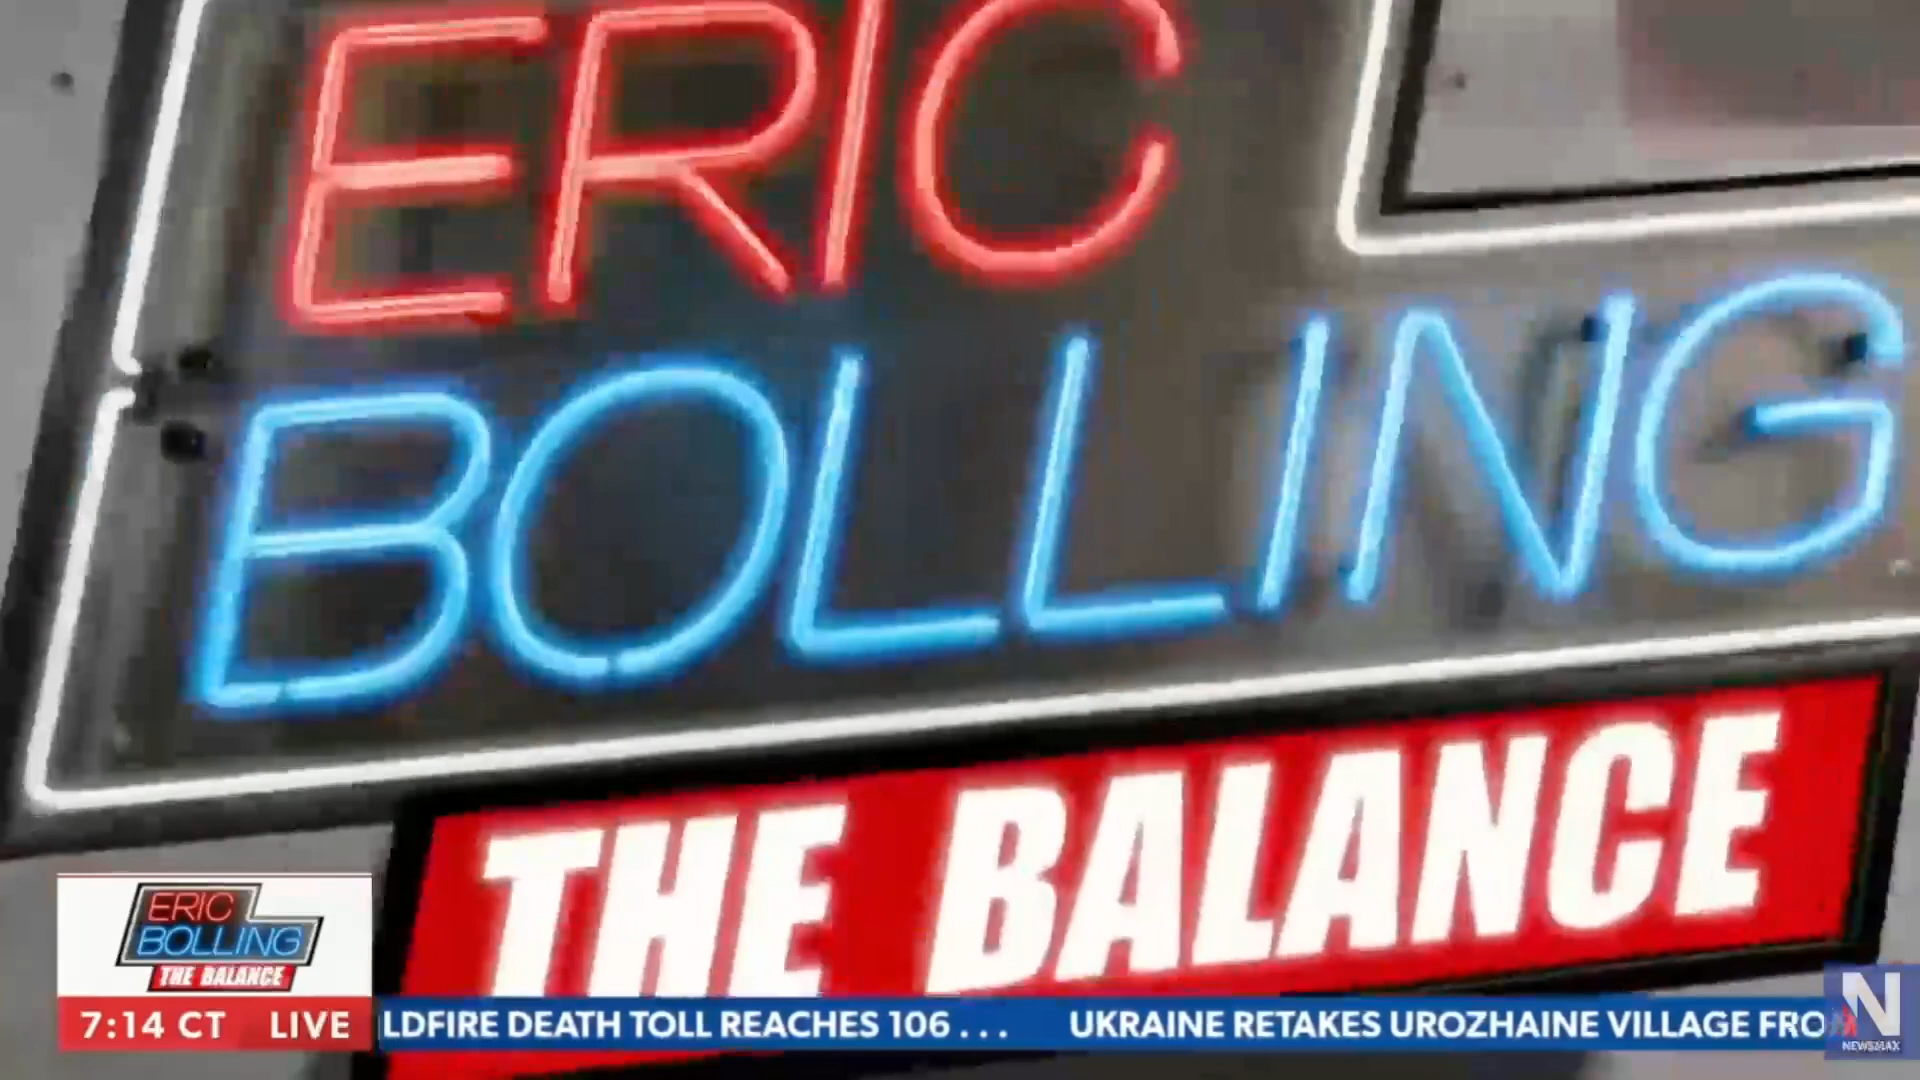 ERIC
BOLLING
THE BALANCE
ERIC
BOLLING
THE BALANCE
7:14 CT LIVE
LDFIRE DEATH TOLL REACHES 106 . . . UKRAINE RETAKES UROZHAINE VILLAGE FRO
N
NEWSMAX